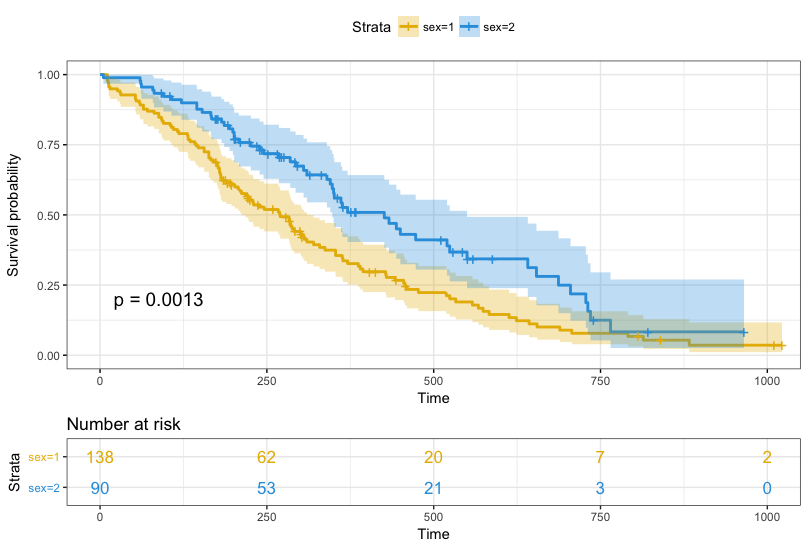 Strata sex=1 sex=2
1.00
0.75
0.50
0.25
0.00
Survival probability
p = 0.0013
0 250 500 750 1000
Time
Number at risk
Strata
sex=1 138 62 20 7 2
sex=2 90 53 21 3 0
0 250 500 750 1000
Time